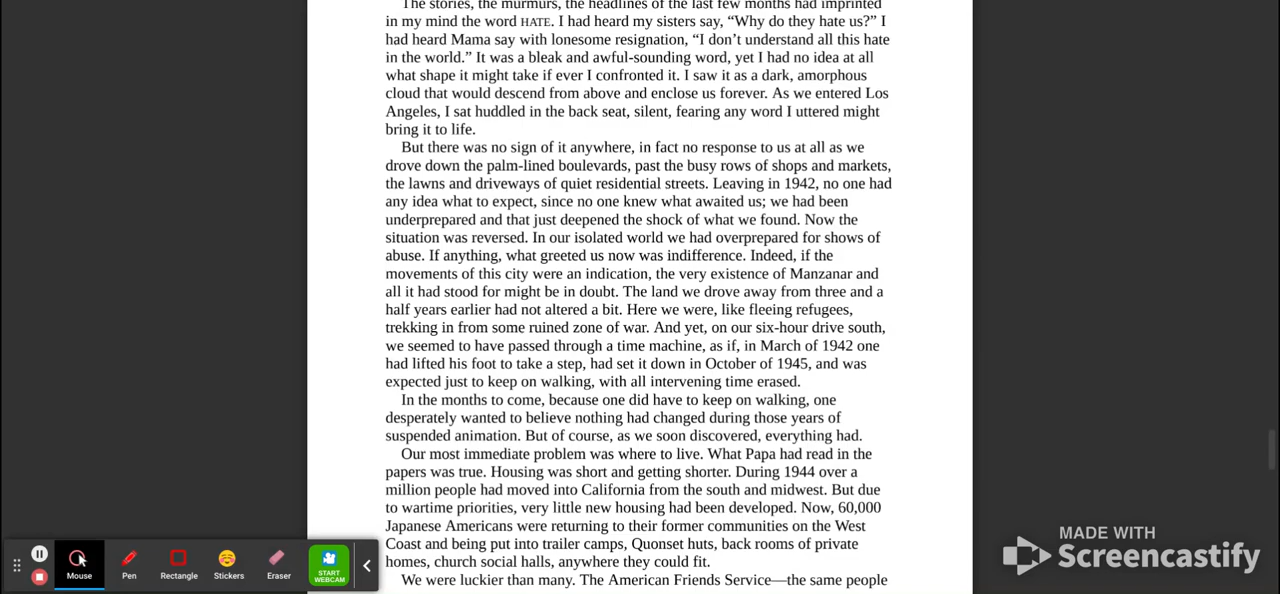 The stories, the murmurs, the headlines of the last few months had imprinted
in my mind the word HATE. I had heard my sisters say, “Why do they hate us?” I
had heard Mama say with lonesome resignation, “I don’t understand all this hate
in the world.” It was a bleak and awful-sounding word, yet I had no idea at all
what shape it might take if ever I confronted it. I saw it as a dark, amorphous
cloud that would descend from above and enclose us forever. As we entered Los
Angeles, I sat huddled in the back seat, silent, fearing any word I uttered might
bring it to life.
But there was no sign of it anywhere, in fact no response to us at all as we
drove down the palm-lined boulevards, past the busy rows of shops and markets,
the lawns and driveways of quiet residential streets. Leaving in 1942, no one had
any idea what to expect, since no one knew what awaited us; we had been
underprepared and that just deepened the shock of what we found. Now the
situation was reversed. In our isolated world we had overprepared for shows of
abuse. If anything, what greeted us now was indifference. Indeed, if the
movements of this city were an indication, the very existence of Manzanar and
all it had stood for might be in doubt. The land we drove away from three and a
half years earlier had not altered a bit. Here we were, like fleeing refugees,
trekking in from some ruined zone of war. And yet, on our six-hour drive south,
we seemed to have passed through a time machine, as if, in March of 1942 one
had lifted his foot to take a step, had set it down in October of 1945, and was
expected just to keep on walking, with all intervening time erased.
In the months to come, because one did have to keep on walking, one
desperately wanted to believe nothing had changed during those years of
suspended animation. But of course, as we soon discovered, everything had.
Our most immediate problem was where to live. What Papa had read in the
papers was true. Housing was short and getting shorter. During 1944 over a
million people had moved into California from the south and midwest. But due
to wartime priorities, very little new housing had been developed. Now, 60,000
Japanese Americans were returning to their former communities on the West
Coast and being put into trailer camps, Quonset huts, back rooms of private
homes, church social halls, anywhere they could fit.
We were luckier than many. The American Friends Service—the same people
Mouse
Pen
Rectangle
Stickers
Eraser
START
WEBCAM
MADE WITH
Screencastify